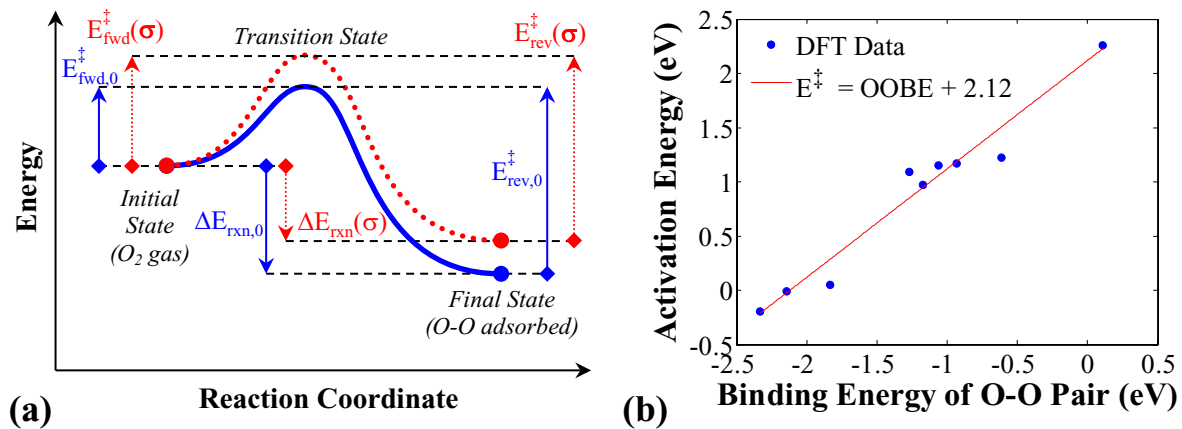 E‡fwd(σ)
E‡fwd,0
Transition State
E‡rev(σ)
E‡rev,0
Energy
Initial
State
(O₂ gas)
ΔErxn,0
ΔErxn(σ)
Final State
(O-O adsorbed)
Reaction Coordinate
(a)
Activation Energy (eV)
2.5
2
1.5
1
0.5
0
-0.5
DFT Data
E‡ = OOBE + 2.12
-2.5 -2 -1.5 -1 -0.5 0 0.5
Binding Energy of O-O Pair (eV)
(b)